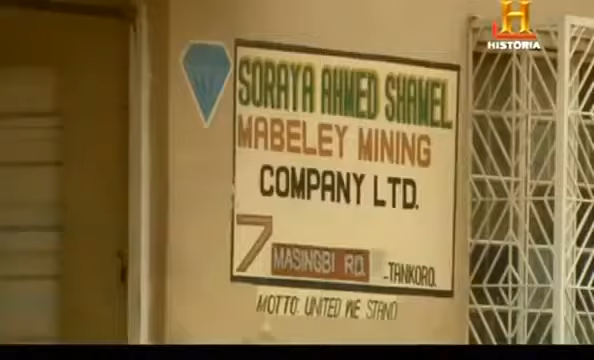 H
HISTORIA
SORAYA AHMED SHAMEL
MABELEY MINING
COMPANY LTD.
7 MASINGBI RD. -TANKORO.
MOTTO: UNITED WE STAND